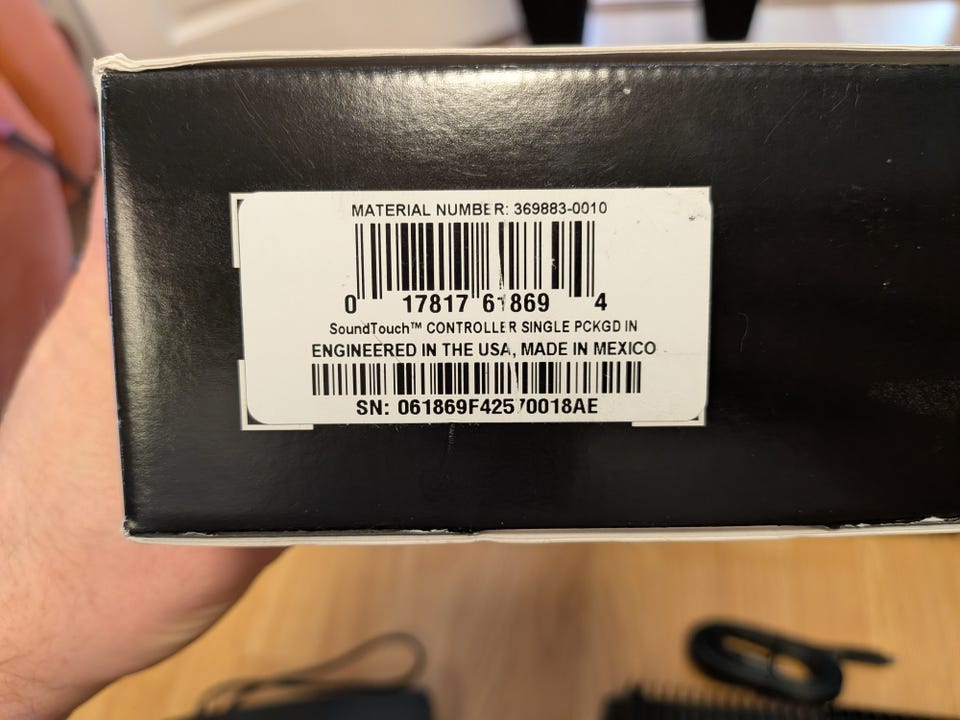 MATERIAL NUMBER: 369883-0010
0 17817 61869 4
SoundTouch™ CONTROLLER SINGLE PCKGD IN
ENGINEERED IN THE USA, MADE IN MEXICO
SN: 061869F42570018AE